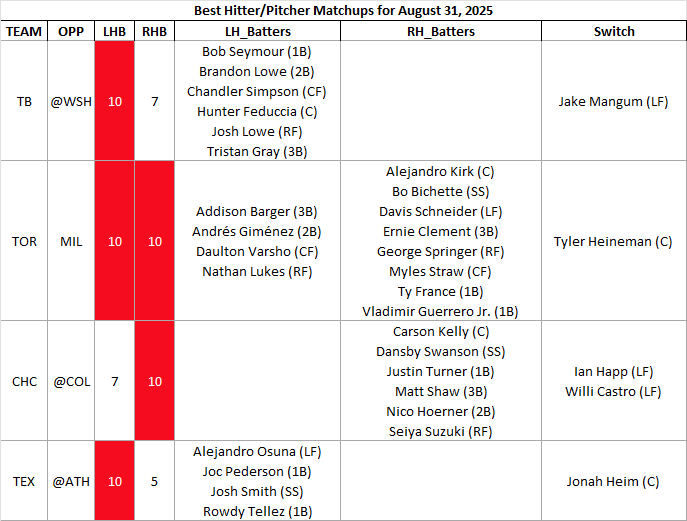 Best Hitter/Pitcher Matchups for August 31, 2025
TEAM OPP LHB RHB LH_Batters RH_Batters Switch
TB @WSH 10 7
Bob Seymour (1B)
Brandon Lowe (2B)
Chandler Simpson (CF)
Hunter Feduccia (C)
Josh Lowe (RF)
Tristan Gray (3B)
Jake Mangum (LF)
TOR MIL 10 10
Addison Barger (3B)
Andrés Giménez (2B)
Daulton Varsho (CF)
Nathan Lukes (RF)
Alejandro Kirk (C)
Bo Bichette (SS)
Davis Schneider (LF)
Ernie Clement (3B)
George Springer (RF)
Myles Straw (CF)
Ty France (1B)
Vladimir Guerrero Jr. (1B)
Tyler Heineman (C)
CHC @COL 7 10
Carson Kelly (C)
Dansby Swanson (SS)
Justin Turner (1B)
Matt Shaw (3B)
Nico Hoerner (2B)
Seiya Suzuki (RF)
Ian Happ (LF)
Willi Castro (LF)
TEX @ATH 10 5
Alejandro Osuna (LF)
Joc Pederson (1B)
Josh Smith (SS)
Rowdy Tellez (1B)
Jonah Heim (C)